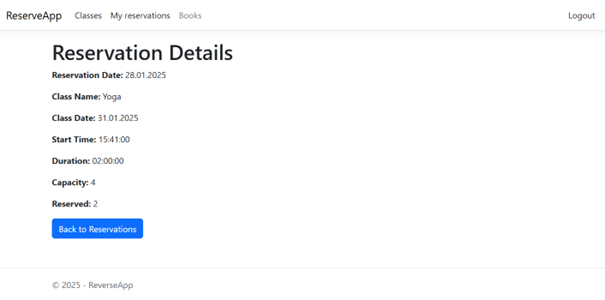 ReserveApp Classes My reservations Books Logout
Reservation Details
Reservation Date: 28.01.2025
Class Name: Yoga
Class Date: 31.01.2025
Start Time: 15:41:00
Duration: 02:00:00
Capacity: 4
Reserved: 2
Back to Reservations
© 2025 - ReverseApp